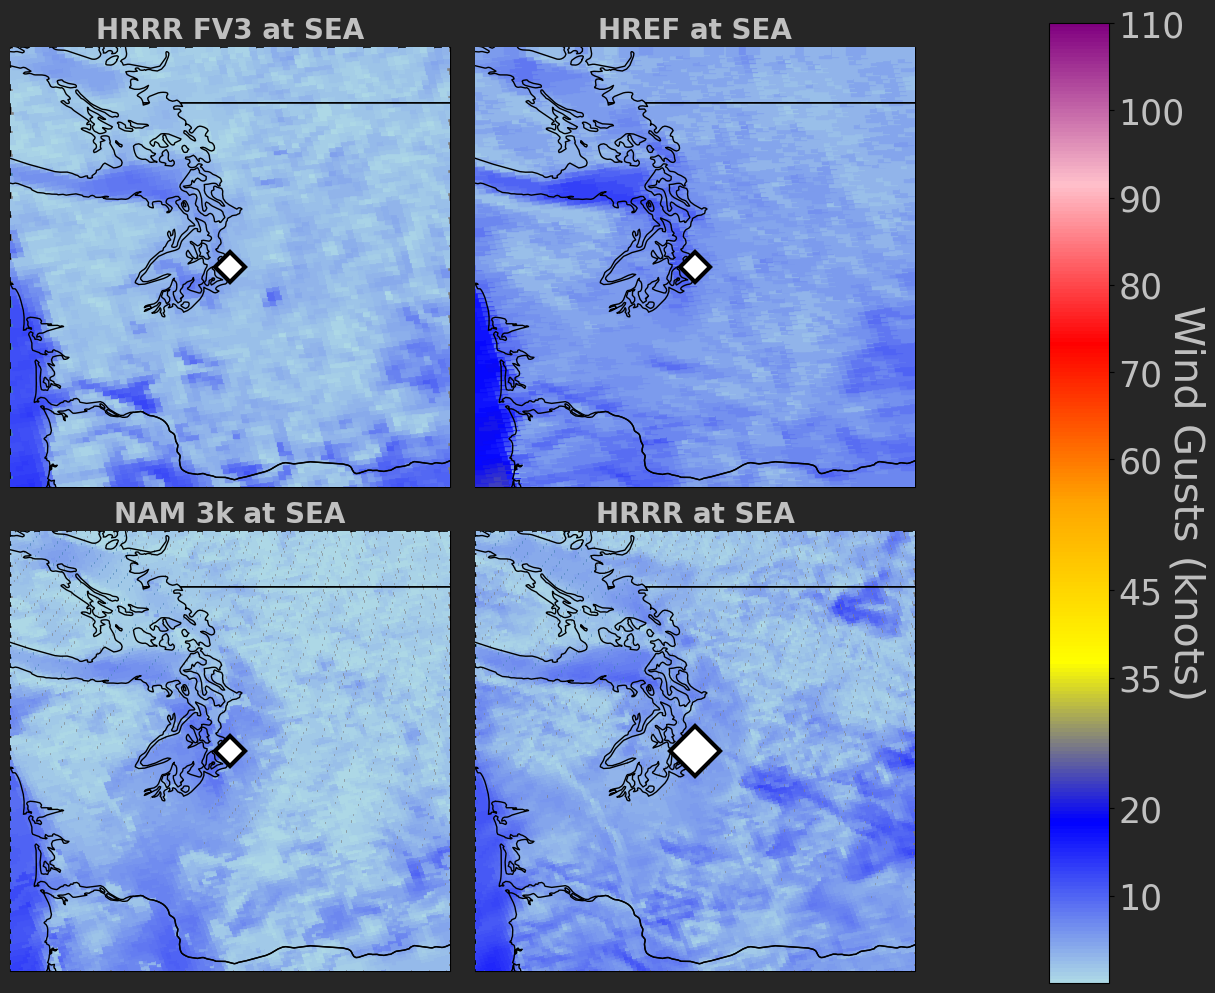 HRRR FV3 at SEA
HREF at SEA
NAM 3k at SEA
HRRR at SEA
110
100
90
80
70
60
45
35
20
10
Wind Gusts (knots)